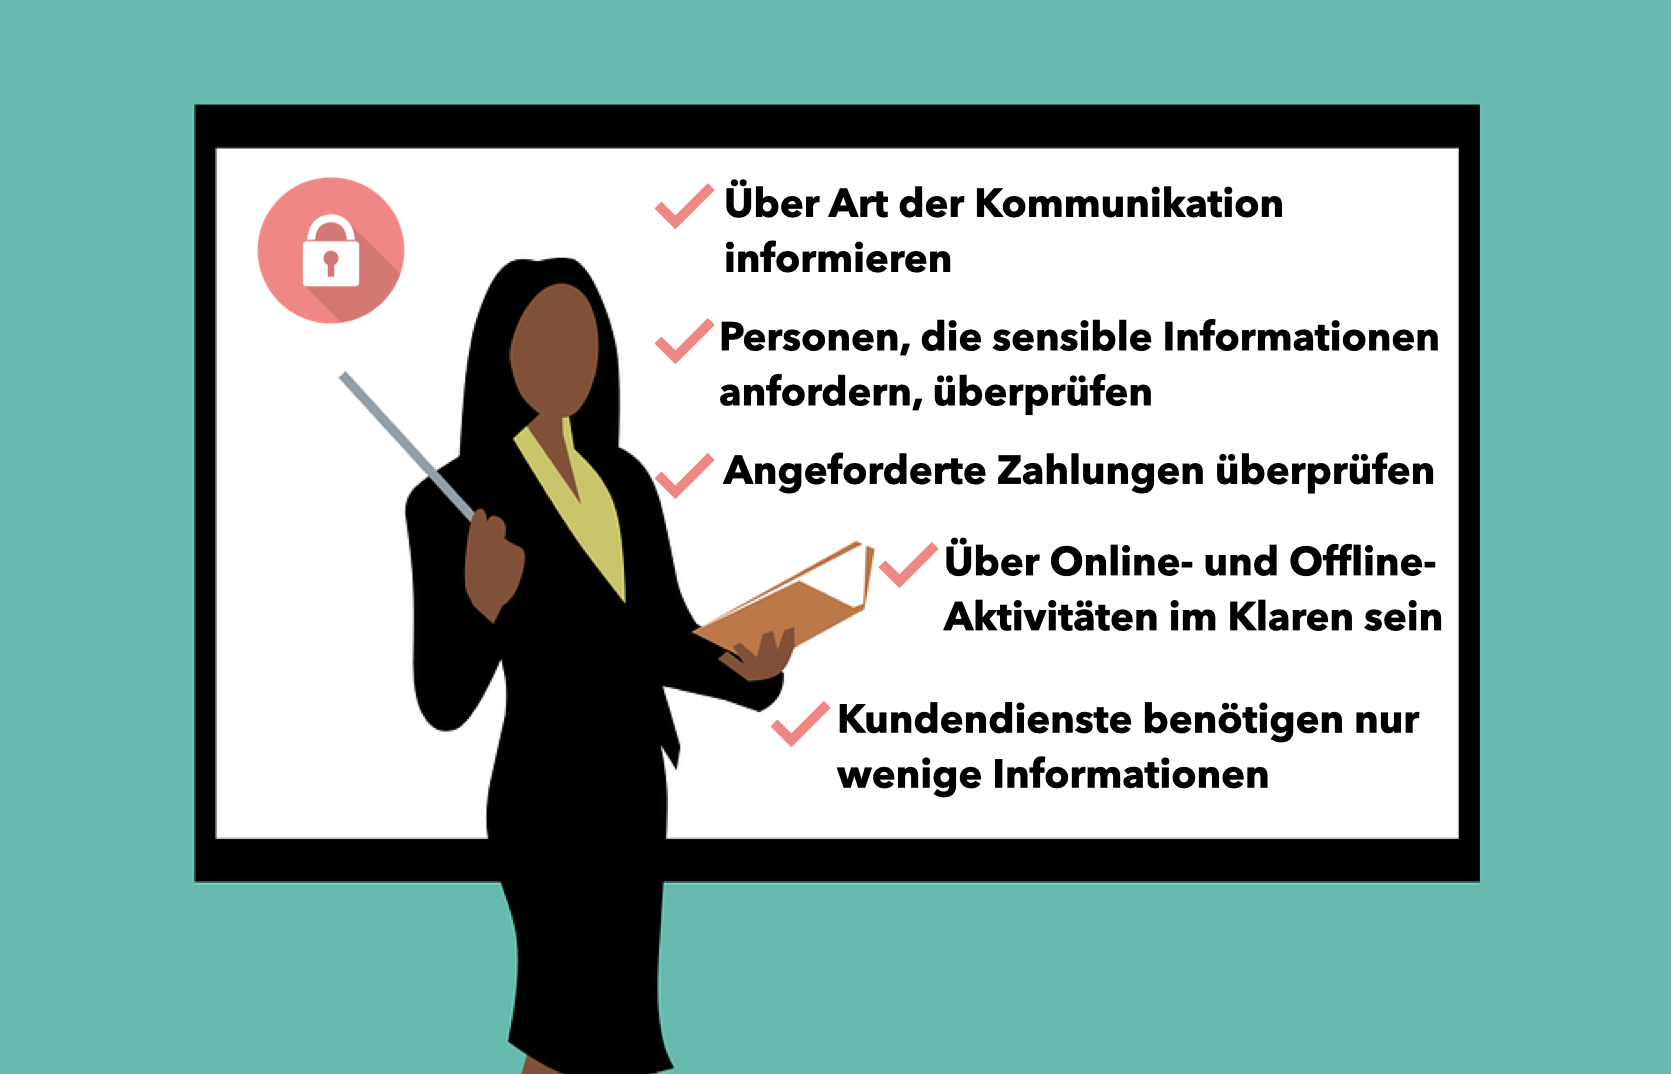 Über Art der Kommunikation
informieren
Personen, die sensible Informationen
anfordern, überprüfen
Angeforderte Zahlungen überprüfen
Über Online- und Offline-
Aktivitäten im Klaren sein
Kundendienste benötigen nur
wenige Informationen